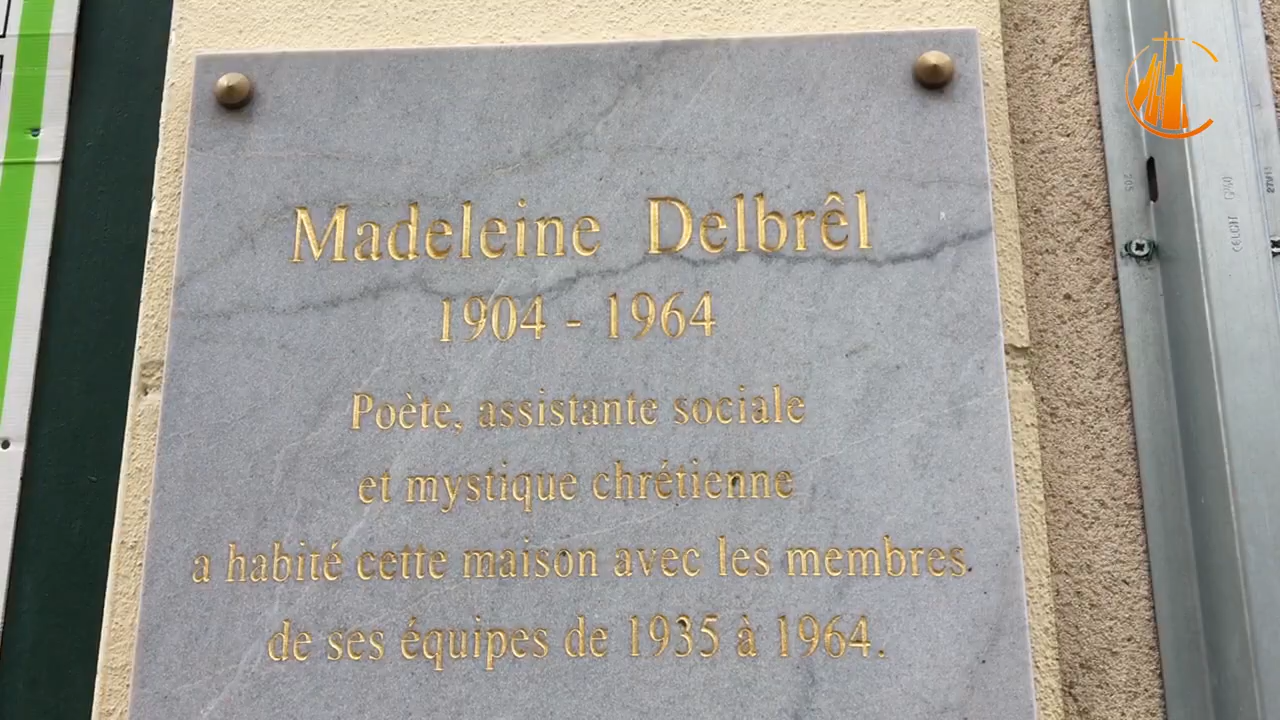 Madeleine Delbrêl
1904 - 1964
Poète, assistante sociale
et mystique chrétienne
a habité cette maison avec les membres
de ses équipes de 1935 à 1964.